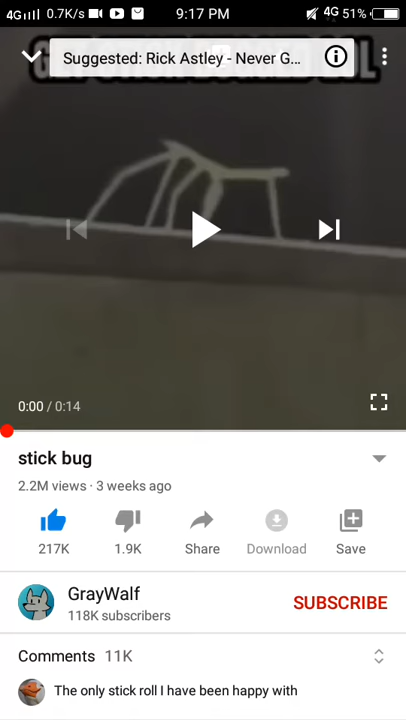 4G 0.7K/s 9:17 PM 4G 51%
Suggested: Rick Astley - Never G...
0:00 / 0:14
stick bug
2.2M views · 3 weeks ago
217K 1.9K Share Download Save
GrayWalf
118K subscribers
SUBSCRIBE
Comments 11K
The only stick roll I have been happy with